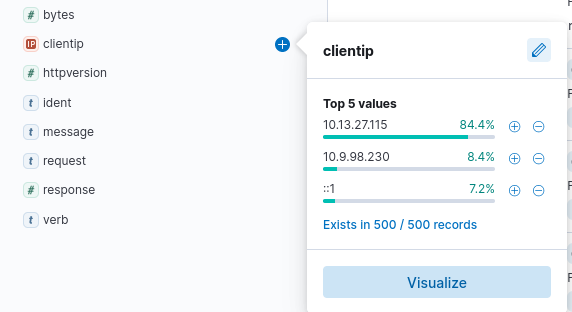 bytes
IP clientip
clientip
# httpversion
t ident
Top 5 values
t message
10.13.27.115 84.4%
t request
10.9.98.230 8.4%
# response
::1 7.2%
t verb
Exists in 500 / 500 records
Visualize